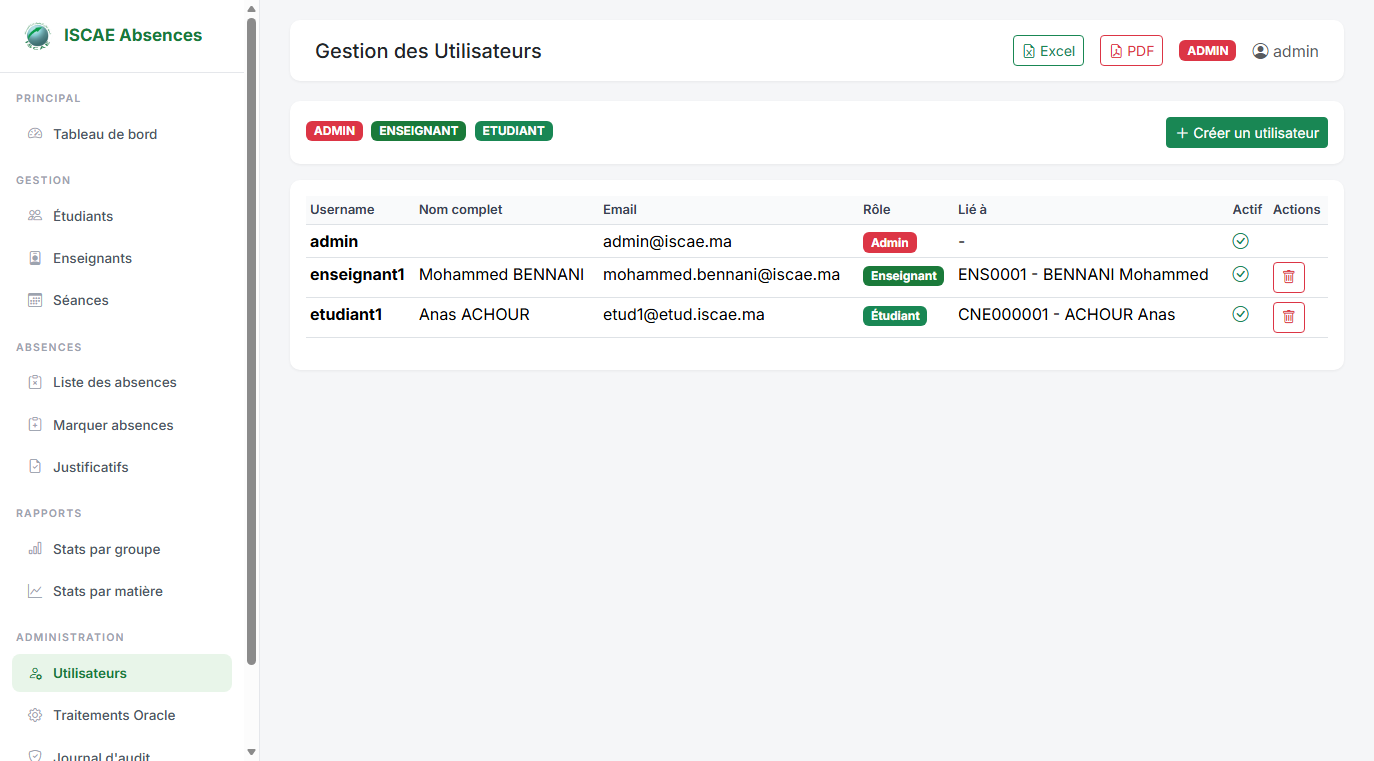 ISCAE Absences
PRINCIPAL
Tableau de bord
GESTION
Étudiants
Enseignants
Séances
ABSENCES
Liste des absences
Marquer absences
Justificatifs
RAPPORTS
Stats par groupe
Stats par matière
ADMINISTRATION
Utilisateurs
Traitements Oracle
Journal d'audit
Gestion des Utilisateurs
Excel PDF ADMIN admin
ADMIN ENSEIGNANT ETUDIANT
+ Créer un utilisateur
Username Nom complet Email Rôle Lié à Actif Actions
admin admin@iscae.ma Admin -
enseignant1 Mohammed BENNANI mohammed.bennani@iscae.ma Enseignant ENS0001 - BENNANI Mohammed
etudiant1 Anas ACHOUR etud1@etud.iscae.ma Étudiant CNE000001 - ACHOUR Anas